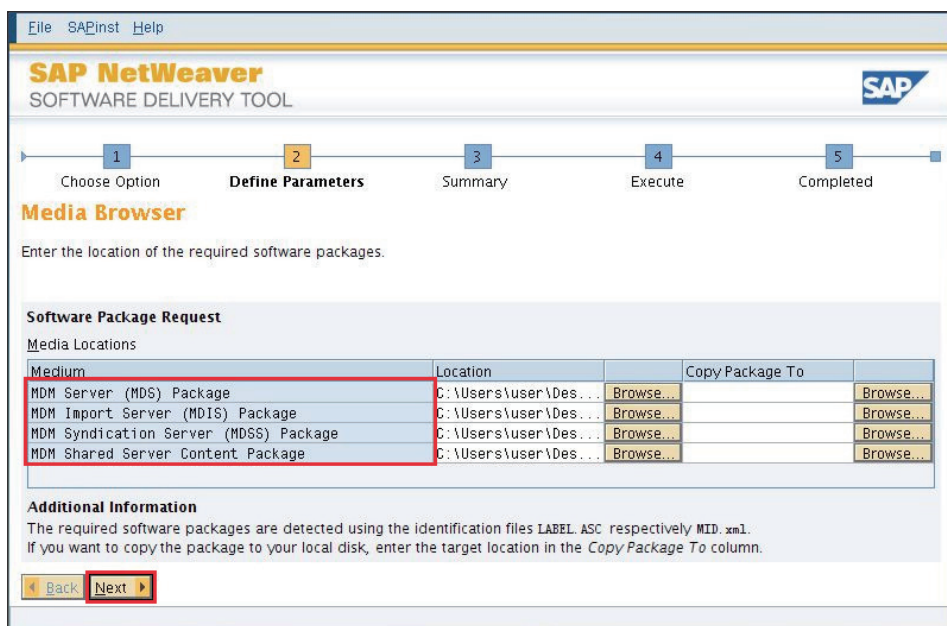 File SAPinst Help
SAP NetWeaver
SOFTWARE DELIVERY TOOL
SAP
1 2 3 4 5
Choose Option Define Parameters Summary Execute Completed
Media Browser
Enter the location of the required software packages.
Software Package Request
Media Locations
Medium Location Copy Package To
MDM Server (MDS) Package C:\Users\user\Des... Browse... Browse...
MDM Import Server (MDIS) Package C:\Users\user\Des... Browse... Browse...
MDM Syndication Server (MDSS) Package C:\Users\user\Des... Browse... Browse...
MDM Shared Server Content Package C:\Users\user\Des... Browse... Browse...
Additional Information
The required software packages are detected using the identification files LABEL.ASC respectively MID.xml.
If you want to copy the package to your local disk, enter the target location in the Copy Package To column.
Back Next